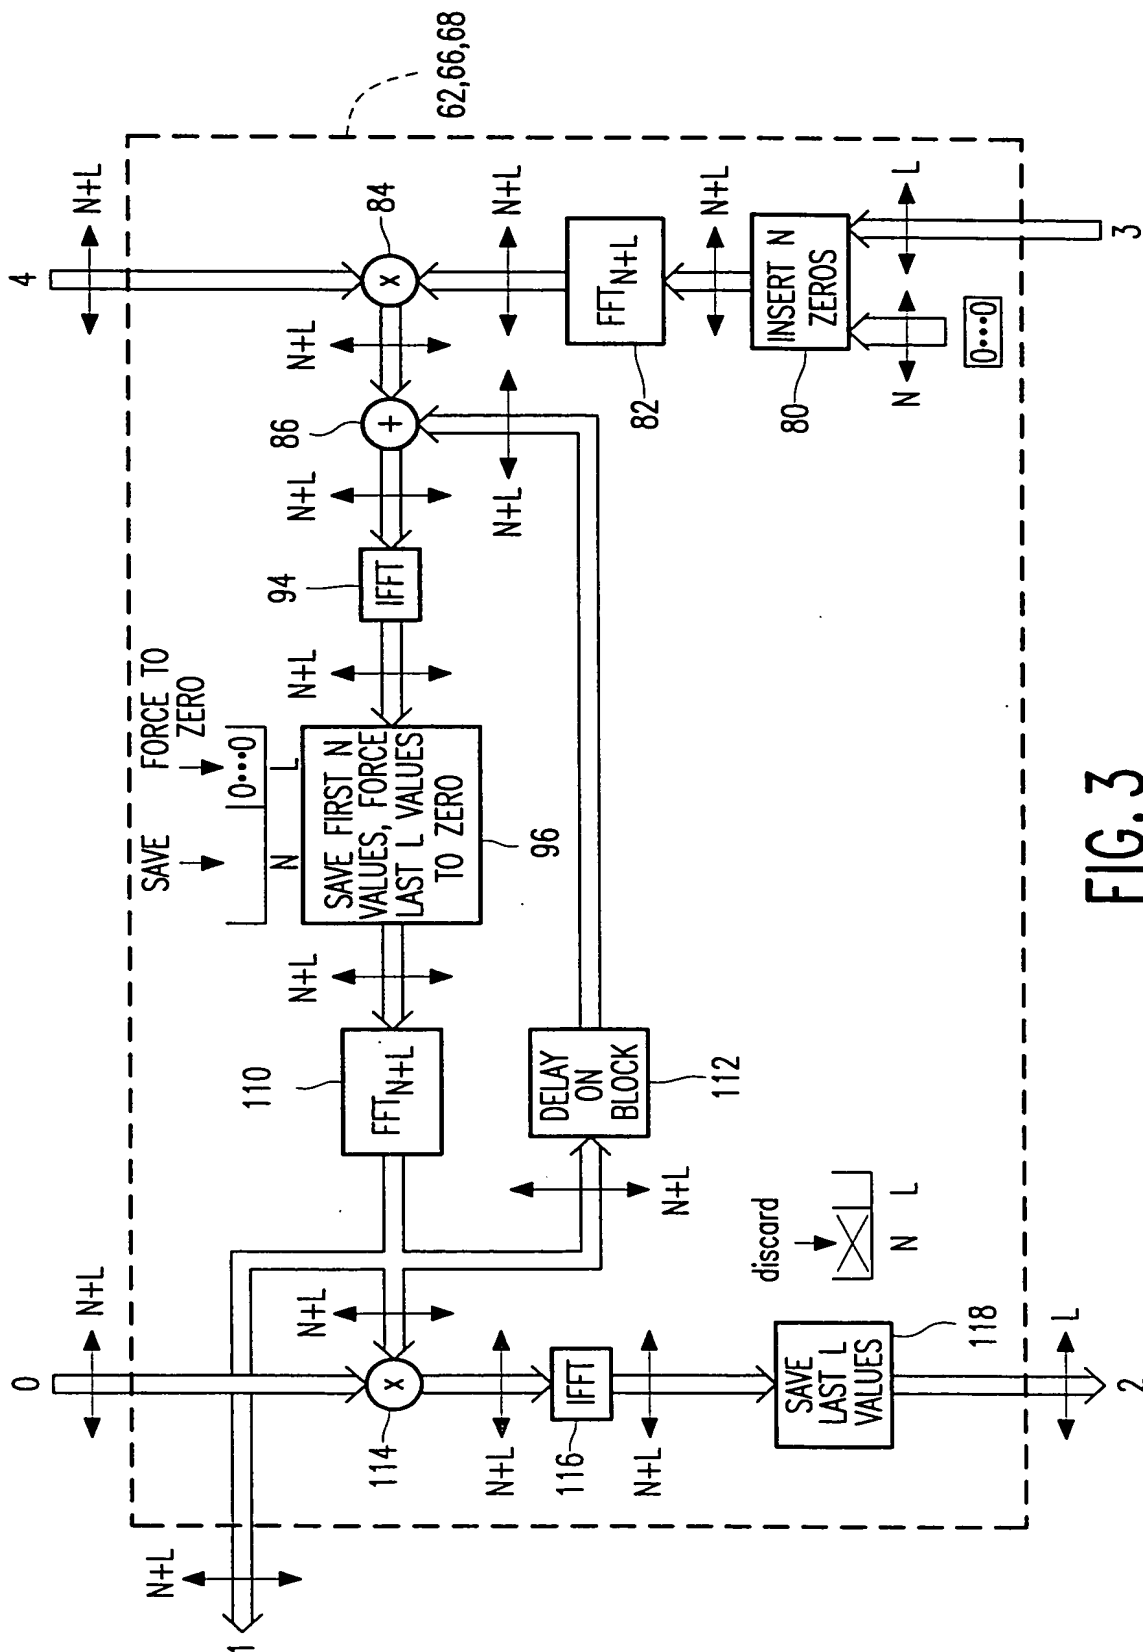 4
N+L
62,66,68
84
X
N+L
N+L
86
+
N+L
N+L
FFT N+L
82
N+L
INSERT N
ZEROS
80
N
L
0•••0
3
94
IFFT
N+L
SAVE
FORCE TO
ZERO
0•••0
N
L
SAVE FIRST N
VALUES, FORCE
LAST L VALUES
TO ZERO
96
N+L
110
FFT N+L
DELAY
ON
BLOCK
112
N+L
0
N+L
N+L
X
114
N+L
IFFT
116
N+L
discard
N
L
SAVE
LAST L
VALUES
118
L
2
N+L
1
FIG. 3